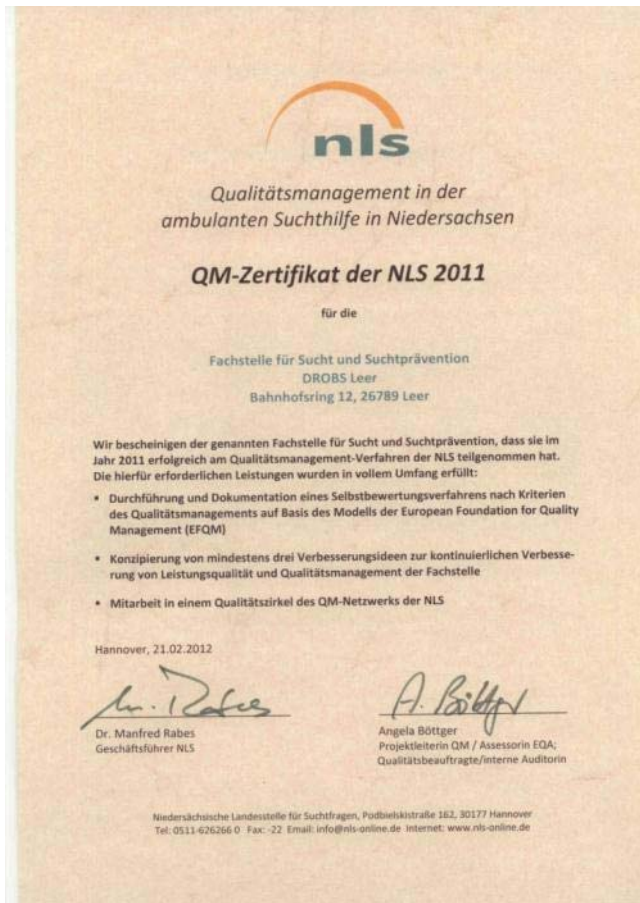 nls
Qualitätsmanagement in der
ambulanten Suchthilfe in Niedersachsen
QM-Zertifikat der NLS 2011
für die
Fachstelle für Sucht und Suchtprävention
DROBS Leer
Bahnhofsring 12, 26789 Leer
Wir bescheinigen der genannten Fachstelle für Sucht und Suchtprävention, dass sie im
Jahr 2011 erfolgreich am Qualitätsmanagement-Verfahren der NLS teilgenommen hat.
Die hierfür erforderlichen Leistungen wurden in vollem Umfang erfüllt:
• Durchführung und Dokumentation eines Selbstbewertungsverfahrens nach Kriterien
des Qualitätsmanagements auf Basis des Modells der European Foundation for Quality
Management (EFQM)
• Konzipierung von mindestens drei Verbesserungsideen zur kontinuierlichen Verbesse-
rung von Leistungsqualität und Qualitätsmanagement der Fachstelle
• Mitarbeit in einem Qualitätszirkel des QM-Netzwerks der NLS
Hannover, 21.02.2012
M. Rabes
A. Böttger
Dr. Manfred Rabes
Geschäftsführer NLS
Angela Böttger
Projektleiterin QM / Assessorin EQA;
Qualitätsbeauftragte/interne Auditorin
Niedersächsische Landesstelle für Suchtfragen, Podbielskistraße 162, 30177 Hannover
Tel: 0511-626266 0 Fax: -22 Email: info@nls-online.de Internet: www.nls-online.de